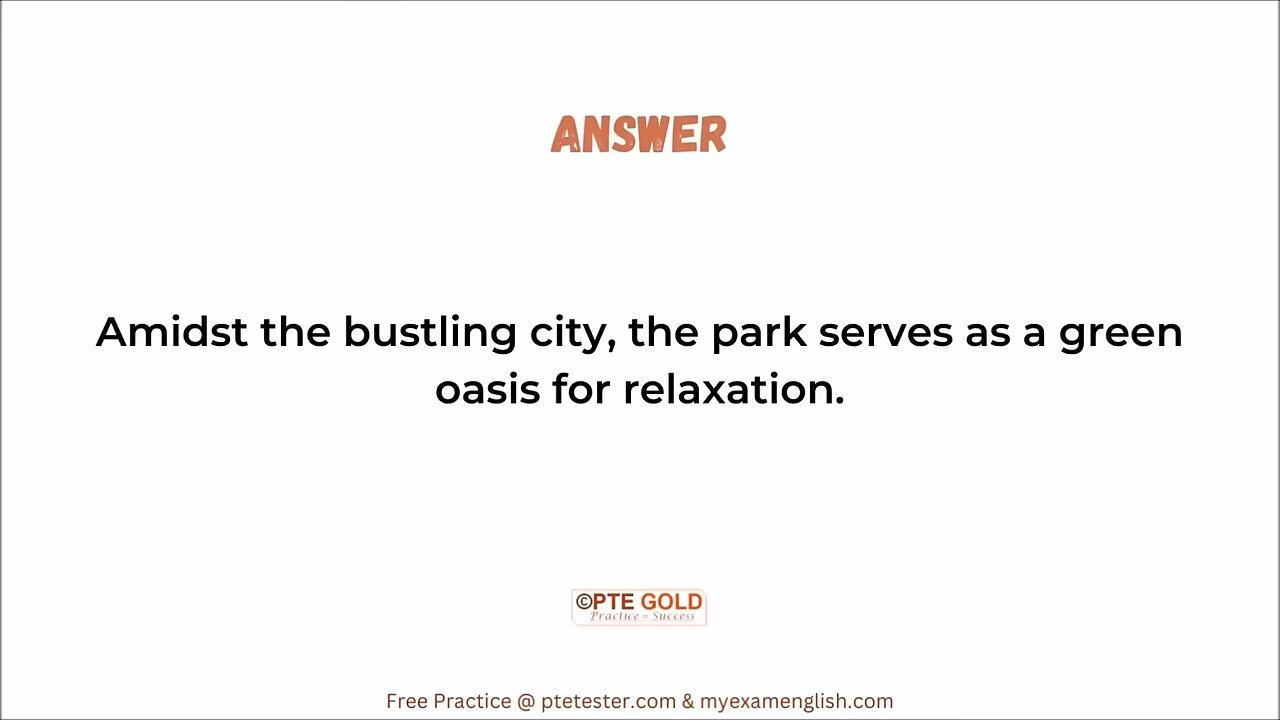 ANSWER
Amidst the bustling city, the park serves as a green
oasis for relaxation.
©PTE GOLD
Practice = Success
Free Practice @ ptetester.com & myexamenglish.com